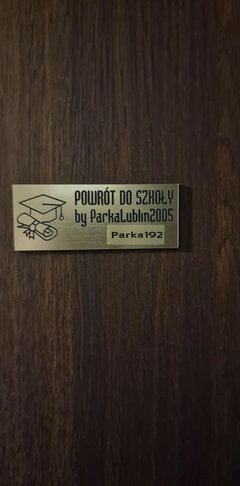 POWRÓT DO SZKOŁY
by ParkaLublin2005
Parka192